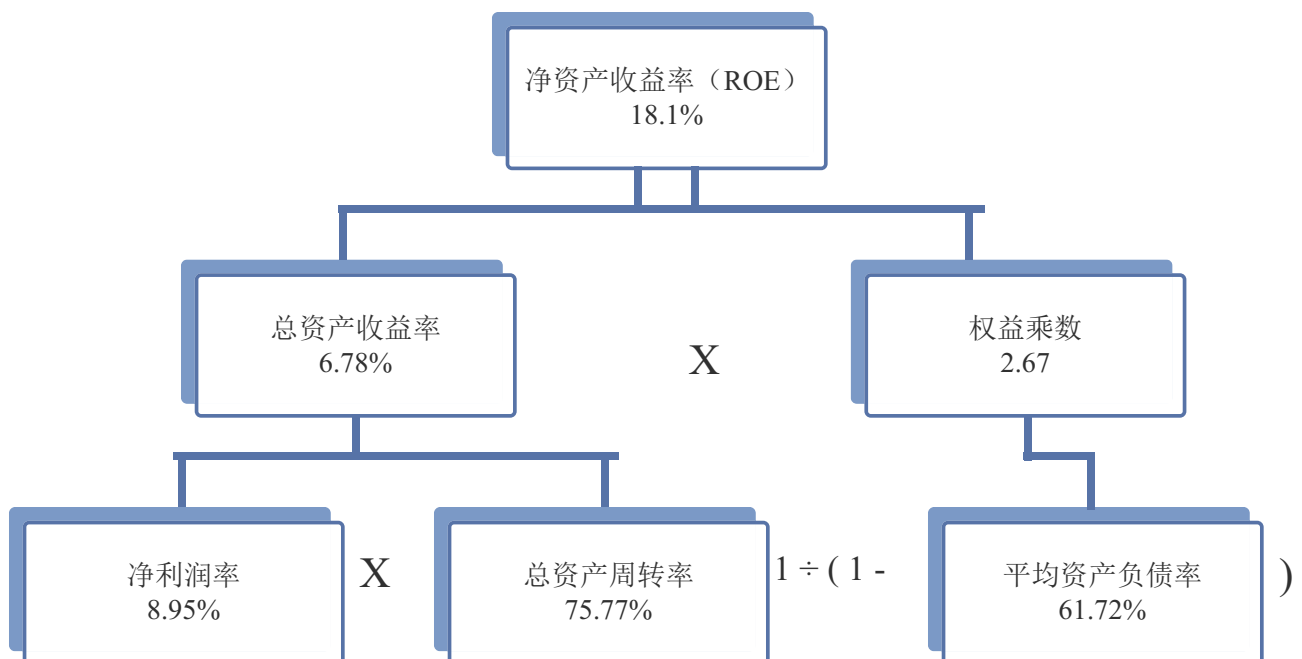 净资产收益率（ROE）
18.1%
总资产收益率
6.78%
X
权益乘数
2.67
净利润率
8.95%
X
总资产周转率
75.77%
1 ÷ ( 1 -
平均资产负债率
61.72%
)